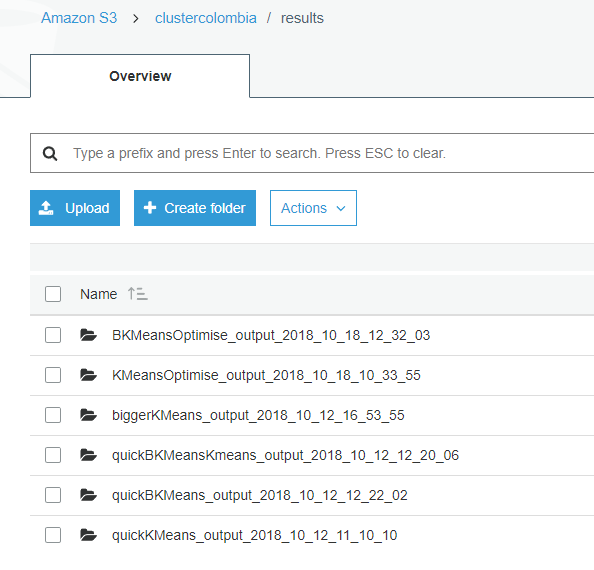 Amazon S3 > clustercolombia / results
Overview
Type a prefix and press Enter to search. Press ESC to clear.
Upload Create folder Actions
Name
BKMeansOptimise_output_2018_10_18_12_32_03
KMeansOptimise_output_2018_10_18_10_33_55
biggerKMeans_output_2018_10_12_16_53_55
quickBKMeansKmeans_output_2018_10_12_12_20_06
quickBKMeans_output_2018_10_12_12_22_02
quickKMeans_output_2018_10_12_11_10_10